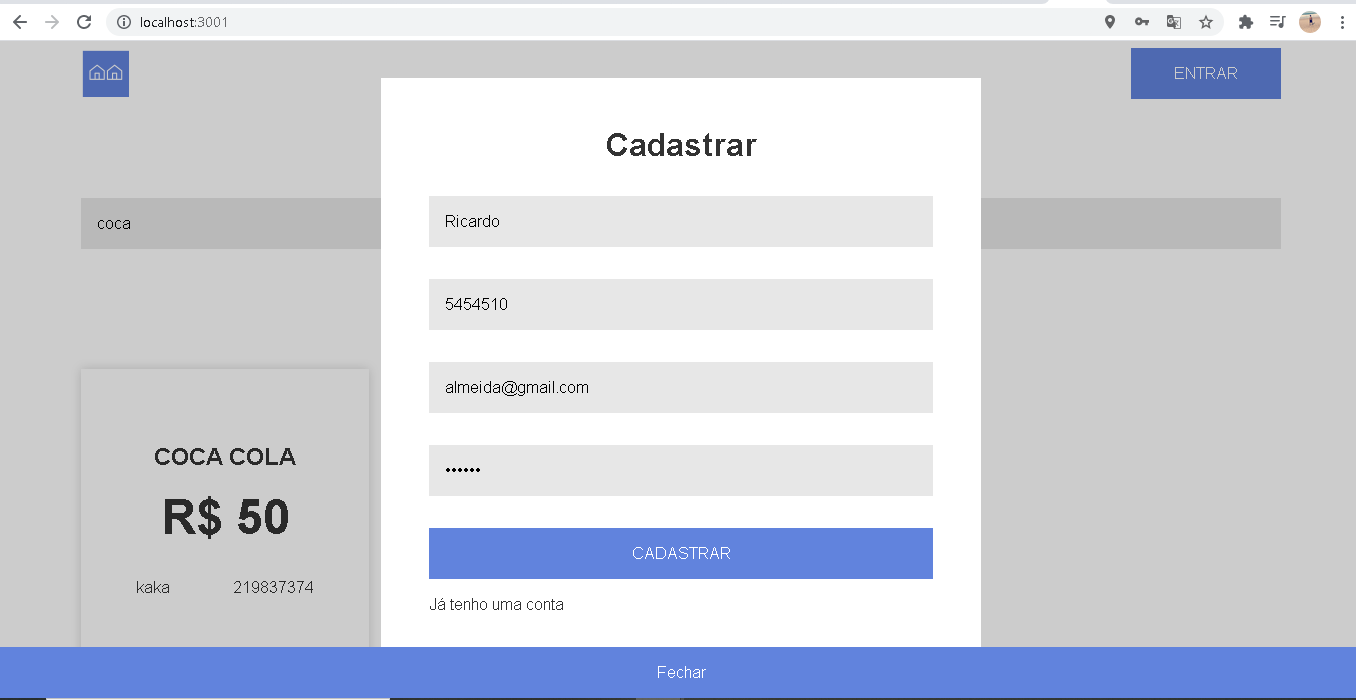 localhost:3001
ENTRAR
Cadastrar
coca
Ricardo
5454510
almeida@gmail.com
••••••
CADASTRAR
Já tenho uma conta
COCA COLA
R$ 50
kaka 219837374
Fechar